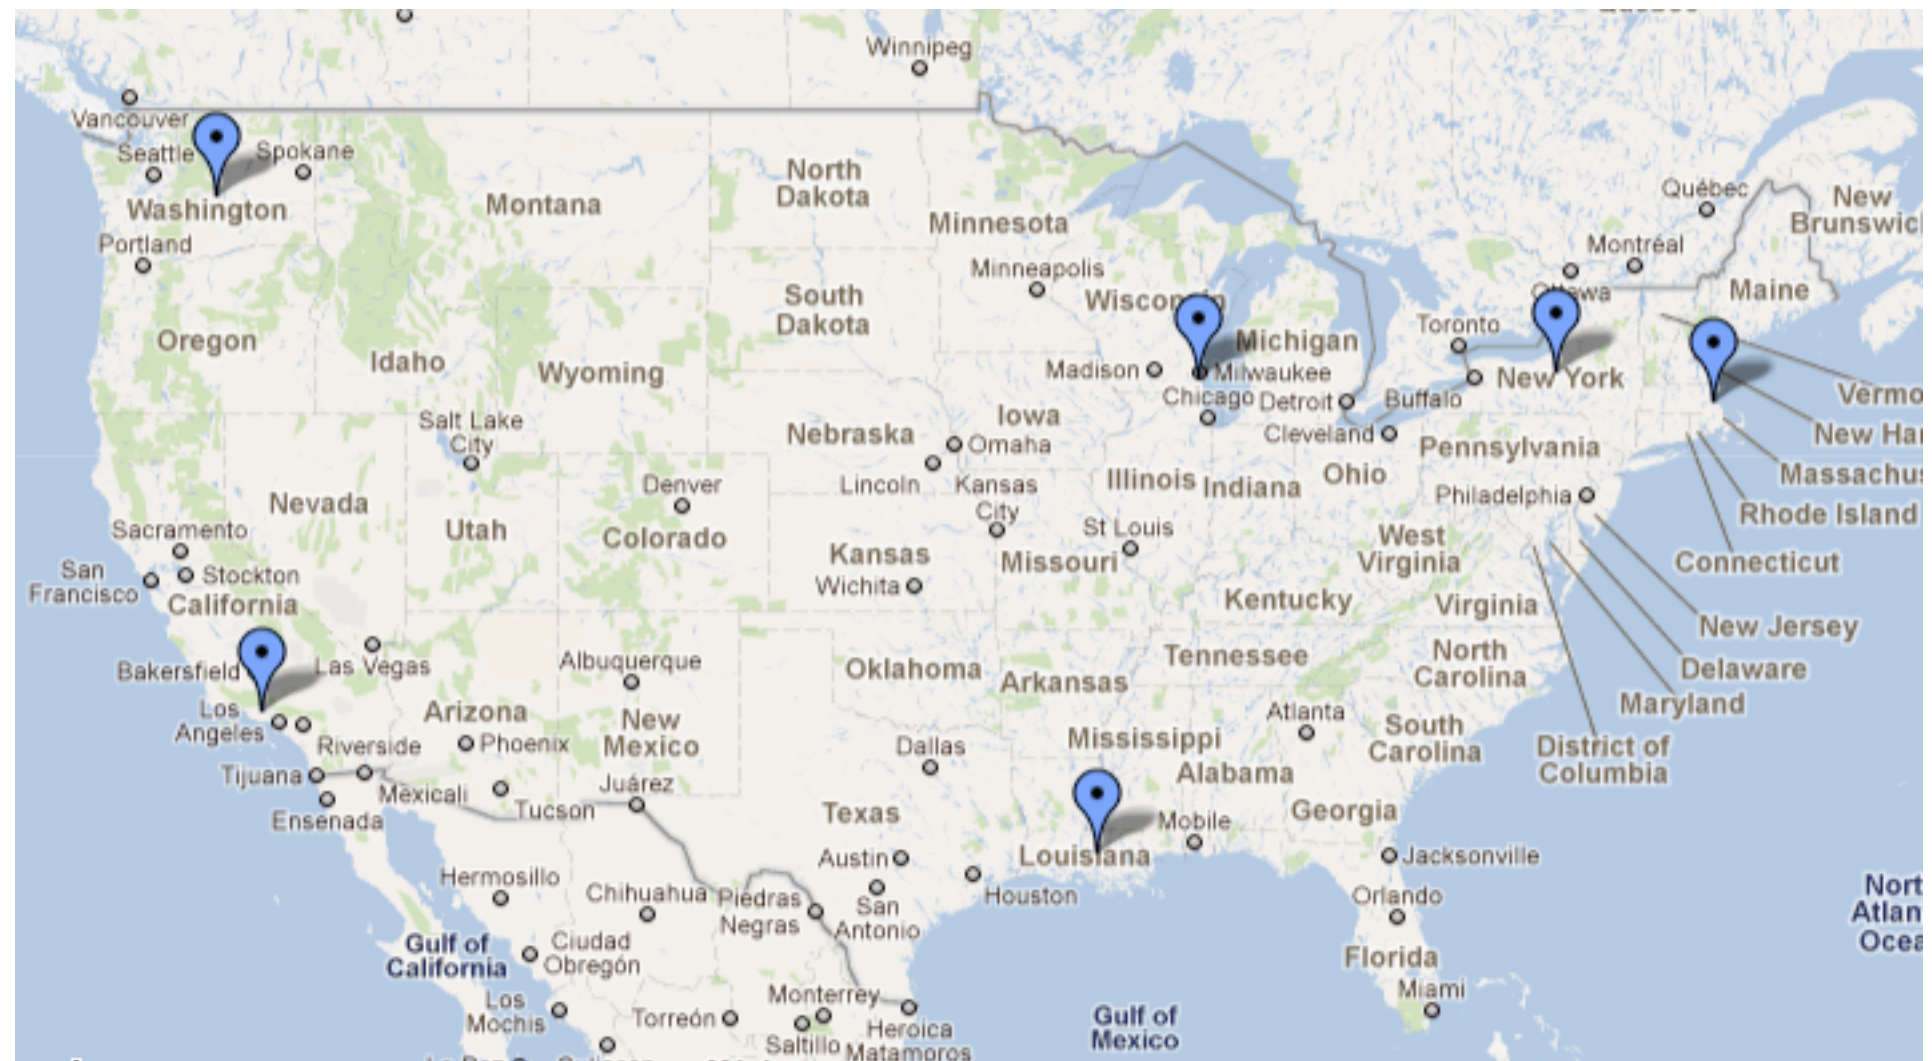 Winnipeg
Vancouver
Seattle
Spokane
Washington
Portland
Montana
North
Dakota
Minnesota
Québec
New
Brunswick
Montréal
Minneapolis
South
Dakota
Wisconsin
Ottawa
Maine
Oregon
Idaho
Wyoming
Michigan
Toronto
Madison
Milwaukee
New York
Vermo
Chicago
Detroit
Buffalo
Salt Lake
City
Iowa
Nebraska
Omaha
Cleveland
Pennsylvania
New Ham
Massachus
Lincoln
Kansas
City
Illinois
Indiana
Ohio
Philadelphia
Rhode Island
Denver
Nevada
Utah
Colorado
Sacramento
St Louis
West
Virginia
Connecticut
San
Francisco
Stockton
California
Kansas
Missouri
Wichita
Kentucky
Virginia
New Jersey
Bakersfield
Las Vegas
Albuquerque
Oklahoma
Arkansas
Tennessee
North
Carolina
Delaware
Maryland
Los
Angeles
Riverside
Arizona
Phoenix
New
Mexico
Dallas
Mississippi
Alabama
Atlanta
South
Carolina
District of
Columbia
Tijuana
Mexicali
Ensenada
Tucson
Juárez
Texas
Mobile
Georgia
Austin
Louisiana
Jacksonville
Houston
Hermosillo
Chihuahua
Piedras
Negras
San
Antonio
Orlando
Nort
Atlan
Ocea
Gulf of
California
Ciudad
Obregón
Florida
Miami
Los
Mochis
Torreón
Monterrey
Saltillo
Heroica
Matamoros
Gulf of
Mexico